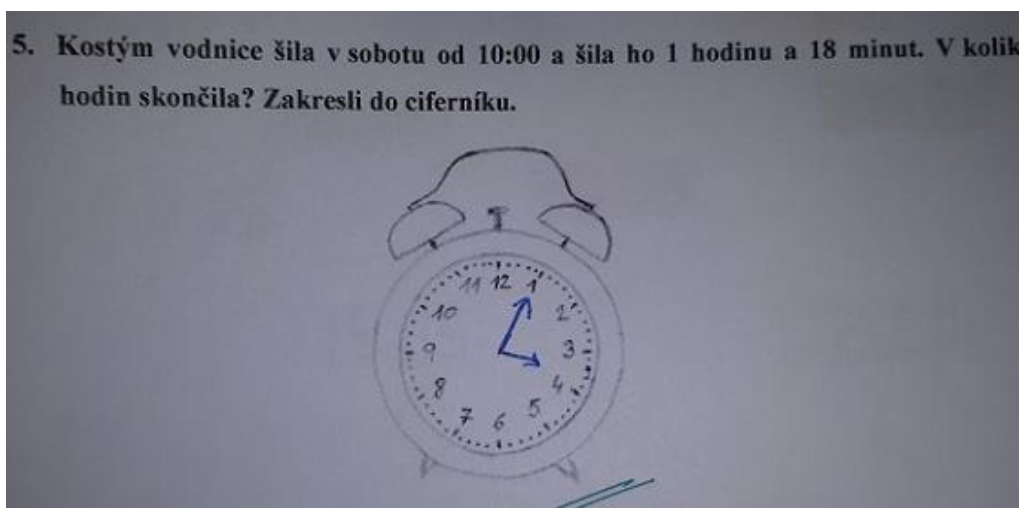 5. Kostým vodnice šila v sobotu od 10:00 a šila ho 1 hodinu a 18 minut. V kolik
hodin skončila? Zakresli do ciferníku.
11 12 1
10 2
9 3
8 4
7 6 5